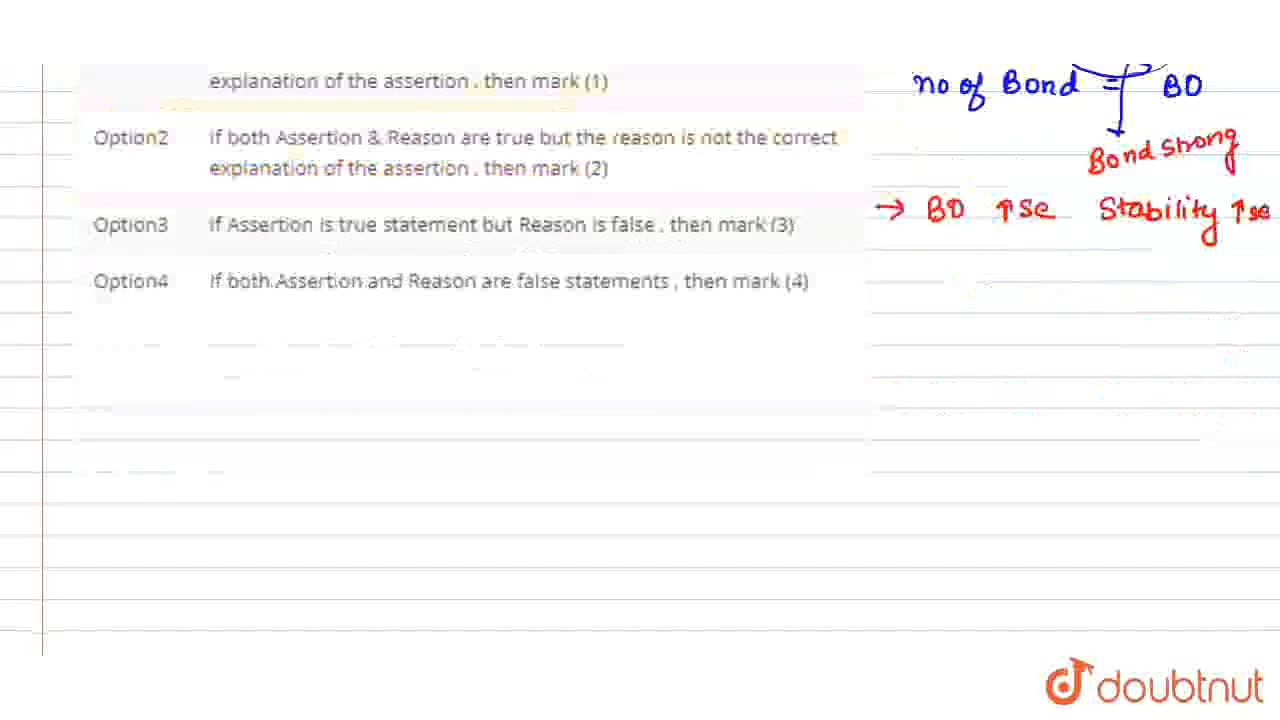 explanation of the assertion , then mark (1)
Option2 If both Assertion & Reason are true but the reason is not the correct
explanation of the assertion , then mark (2)
Option3 If Assertion is true statement but Reason is false , then mark (3)
Option4 If both Assertion and Reason are false statements , then mark (4)
no of Bond = BO
Bond strong
→ BO ↑se Stability ↑se
doubtnut